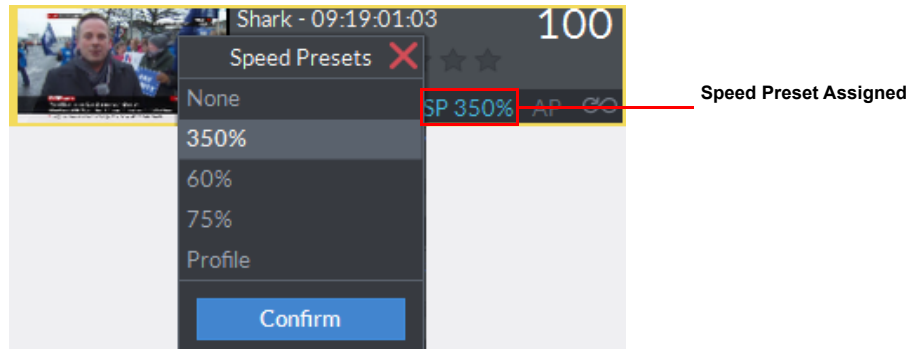 Shark - 09:19:01:03
100
Speed Presets
None
SP 350%
AP
Speed Preset Assigned
350%
60%
75%
Profile
Confirm